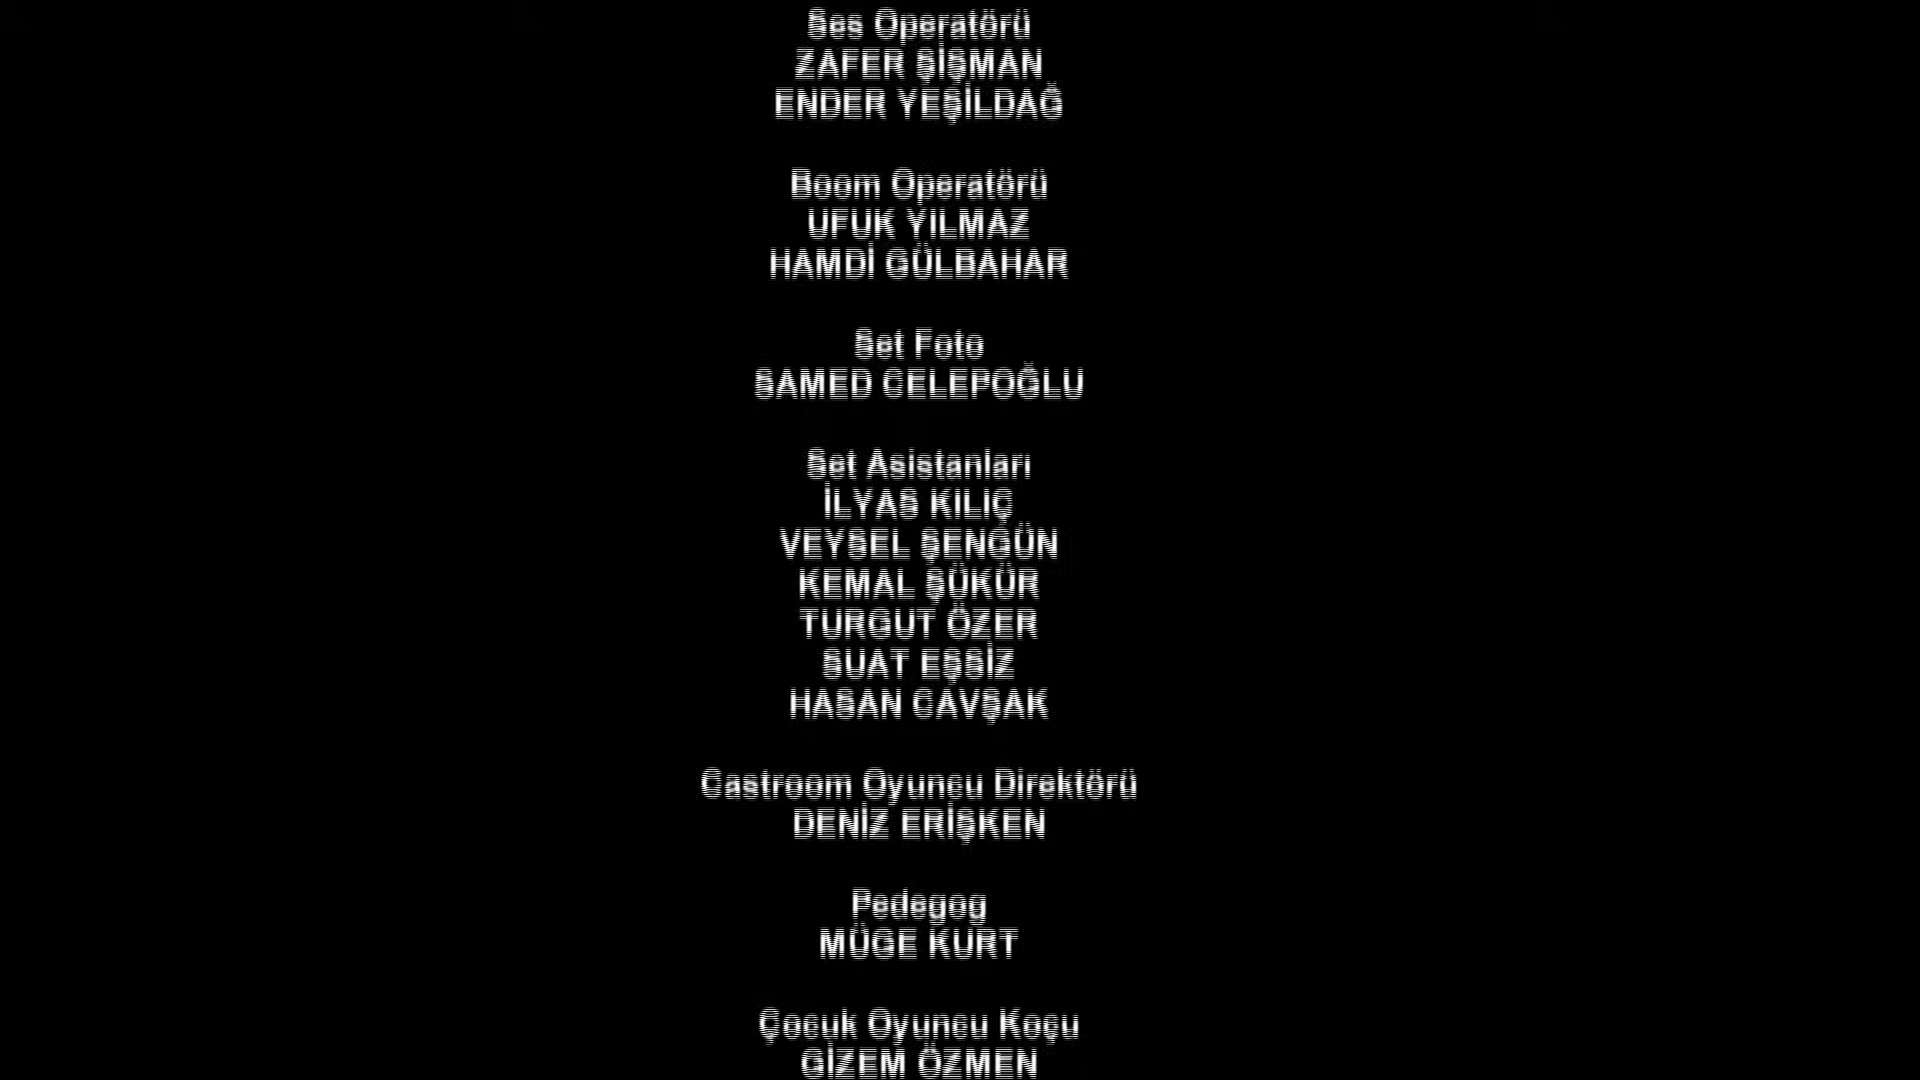 Ses Operatörü
ZAFER ŞİŞMAN
ENDER YEŞİLDAĞ
Boom Operatörü
UFUK YILMAZ
HAMDİ GÜLBAHAR
Set Foto
SAMED CELEPOĞLU
Set Asistanları
İLYAS KILIÇ
VEYSEL ŞENGÜN
KEMAL ŞÜKÜR
TURGUT ÖZER
SUAT EŞSİZ
HASAN CAVŞAK
Castroom Oyuncu Direktörü
DENİZ ERİŞKEN
Pedegog
MÜGE KURT
Çocuk Oyuncu Koçu
GİZEM ÖZMEN